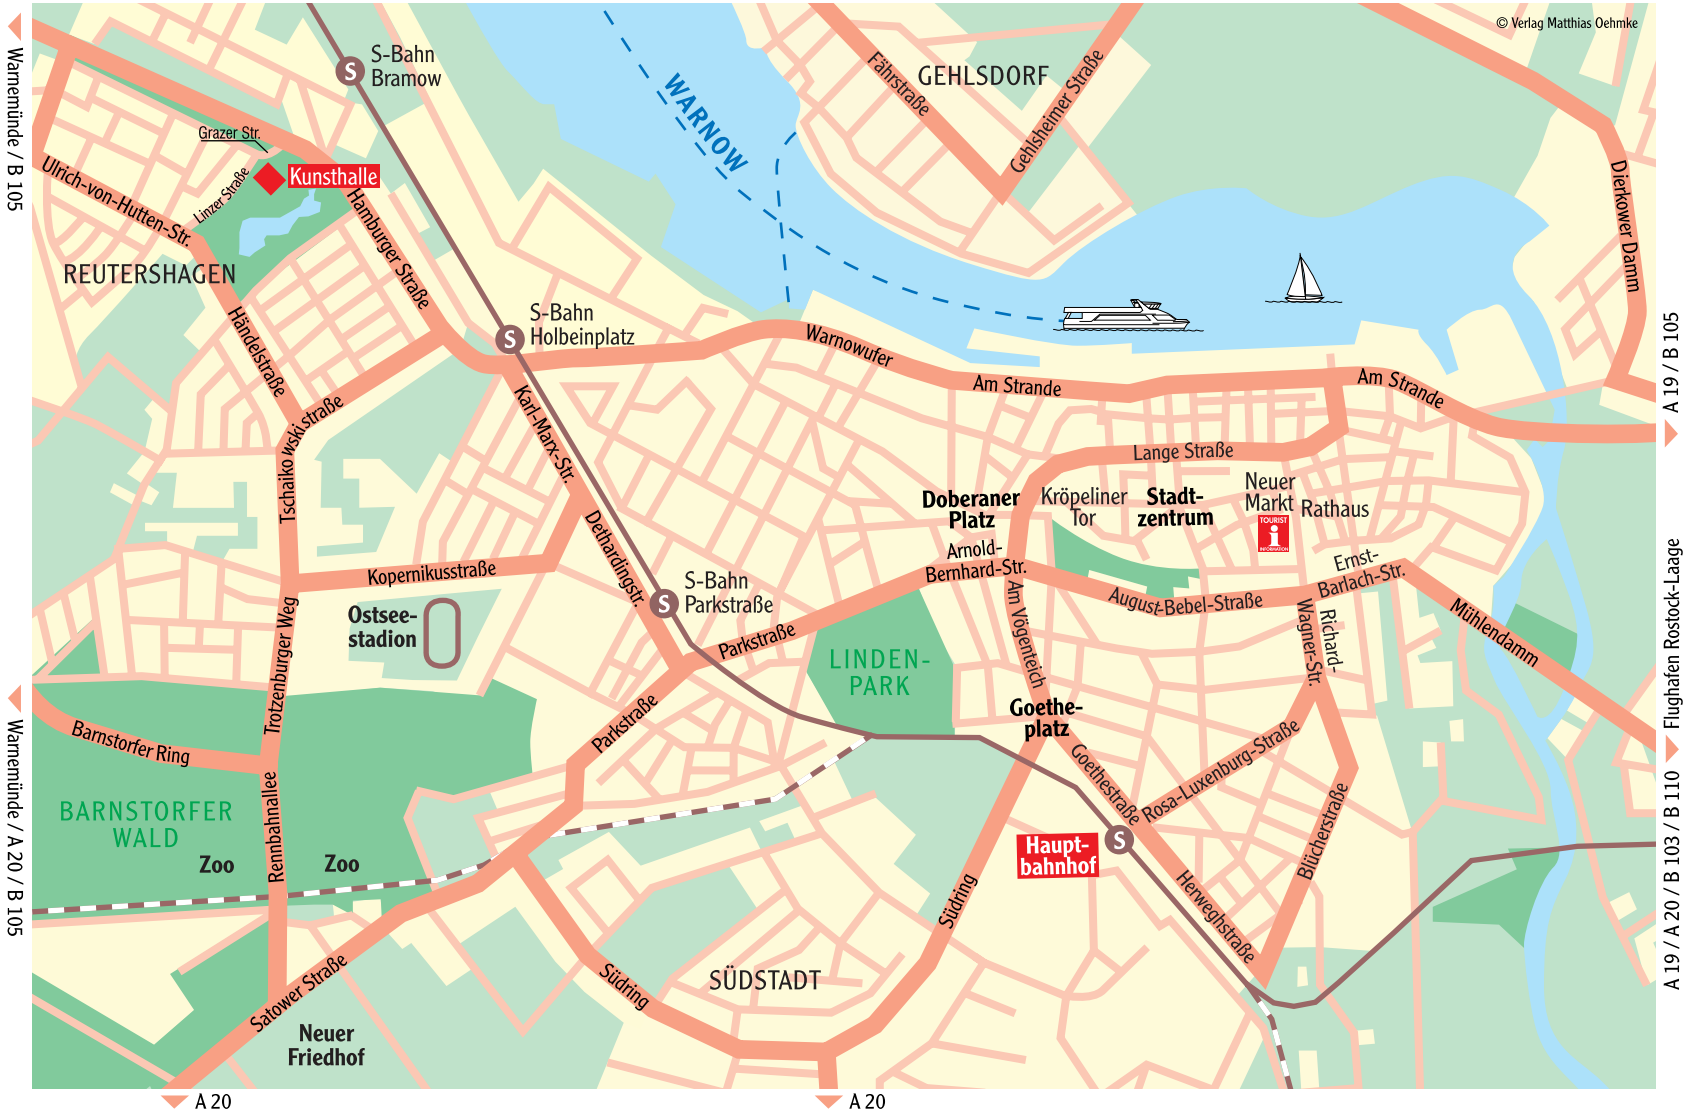 © Verlag Matthias Oehmke
Warnemünde / B 105
S-Bahn
Bramow
S
Grazer Str.
Kunsthalle
Linzer Straße
Ulrich-von-Hutten-Str.
REUTERSHAGEN
Hamburger Straße
Händelstraße
WARNOW
GEHLSDORF
Fährstraße
Gehlsheimer Straße
Dierkower Damm
S-Bahn
Holbeinplatz
S
Warnowufer
Am Strande
Am Strande
A 19 / B 105
Tschaikowskistraße
Karl-Marx-Str.
Lange Straße
Doberaner
Platz
Kröpeliner
Tor
Stadt-
zentrum
Neuer
Markt
Rathaus
TOURIST
i
INFORMATION
Arnold-
Bernhard-Str.
Ernst-
Barlach-Str.
August-Bebel-Straße
Am Vögenteich
Richard-
Wagner-Str.
Mühlendamm
Flughafen Rostock-Laage
Kopernikusstraße
Dethardingstr.
S-Bahn
Parkstraße
S
Ostsee-
stadion
Parkstraße
LINDEN-
PARK
Trotzenburger Weg
Parkstraße
Goethe-
platz
Goethestraße
Rosa-Luxenburg-Straße
Blücherstraße
Barnstorfer Ring
Warnemünde / A 20 / B 105
BARNSTORFER
WALD
Zoo
Zoo
Rennbahnallee
Haupt-
bahnhof
S
Herweghstraße
Südring
A 19 / A 20 / B 103 / B 110
SÜDSTADT
Südring
Satower Straße
Neuer
Friedhof
A 20
A 20